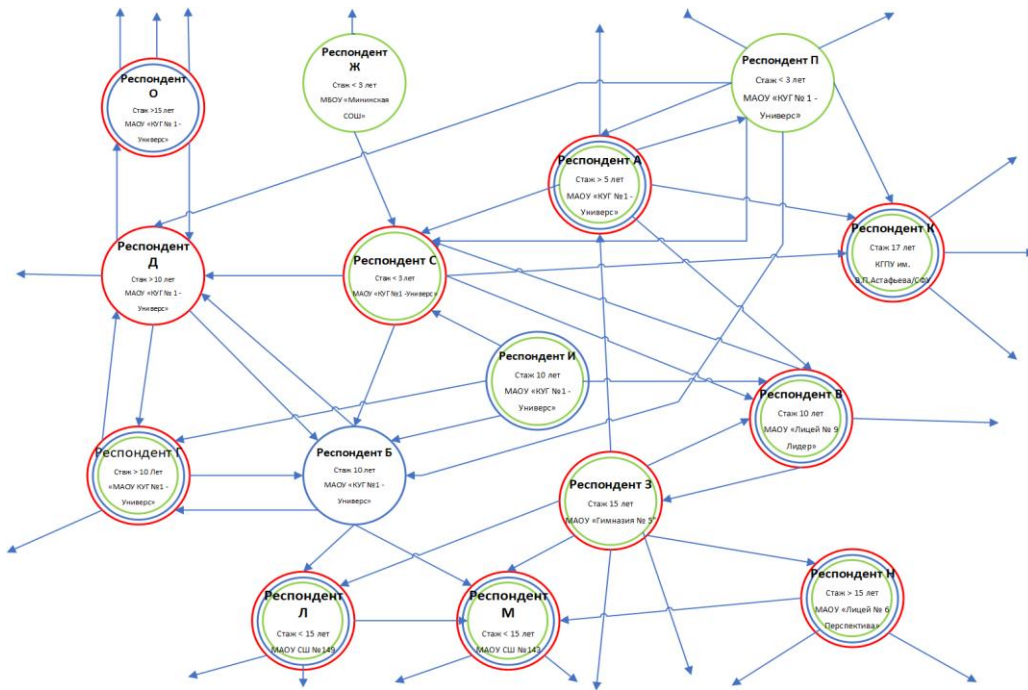 Респондент
О
Стаж >15 лет
МАОУ «КУГ № 1 -
Универс»
Респондент
Ж
Стаж < 3 лет
МБОУ «Мининская
СОШ»
Респондент П
Стаж < 3 лет
МАОУ «КУГ № 1 -
Универс»
Респондент А
Стаж > 5 лет
МАОУ «КУГ №1 -
Универс»
Респондент К
Стаж 17 лет
КГПУ им.
В.П.Астафьева/СФУ
Респондент
Д
Стаж >10 лет
МАОУ «КУГ № 1 -
Универс»
Респондент С
Стаж < 3 лет
МАОУ «КУГ №1 -Универс»
Респондент И
Стаж 10 лет
МАОУ «КУГ №1 -
Универс»
Респондент В
Стаж 10 лет
МАОУ «Лицей № 9
Лидер»
Респондент Г
Стаж > 10 Лет
«МАОУ КУГ №1 -
Универс»
Респондент Б
Стаж 10 лет
МАОУ «КУГ №1 -
Универс»
Респондент З
Стаж 15 лет
МАОУ «Гимназия № 5"
Респондент
Л
Стаж < 15 лет
МАОУ СШ №149
Респондент
М
Стаж < 15 лет
МАОУ СШ №143
Респондент Н
Стаж > 15 лет
МАОУ «Лицей № 6
Перспектива»